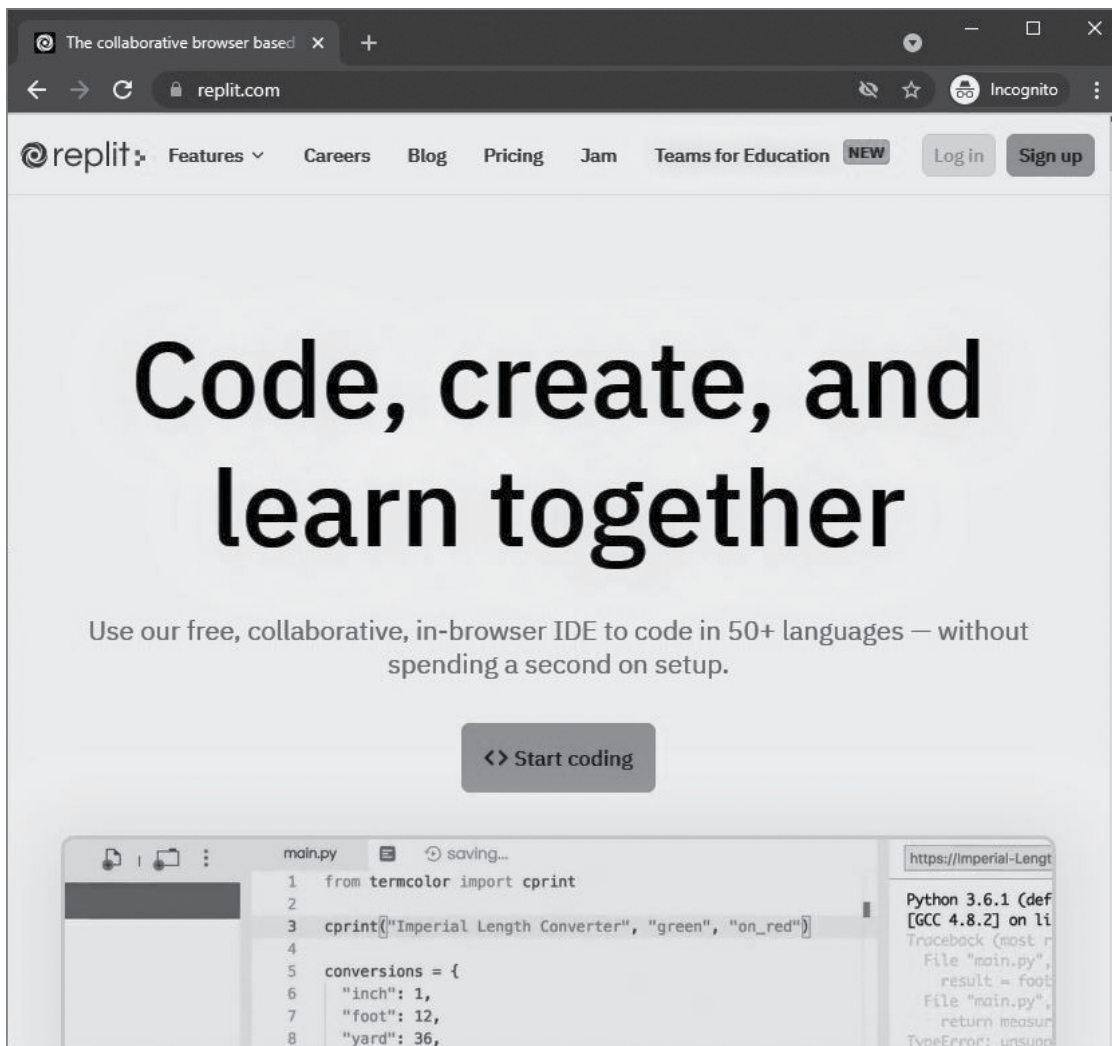 The collaborative browser based
replit.com
Incognito
replit
Features
Careers
Blog
Pricing
Jam
Teams for Education
NEW
Log in
Sign up
Code, create, and
learn together
Use our free, collaborative, in-browser IDE to code in 50+ languages — without
spending a second on setup.
<> Start coding
main.py
saving...
1 from termcolor import cprint
2
3 cprint("Imperial Length Converter", "green", "on_red")
4
5 conversions = {
6 "inch": 1,
7 "foot": 12,
8 "yard": 36,
https://Imperial-Lengt
Python 3.6.1 (def
[GCC 4.8.2] on li
Traceback (most r
File "main.py",
result = foot
File "main.py",
return measur
TypeError: unsupp